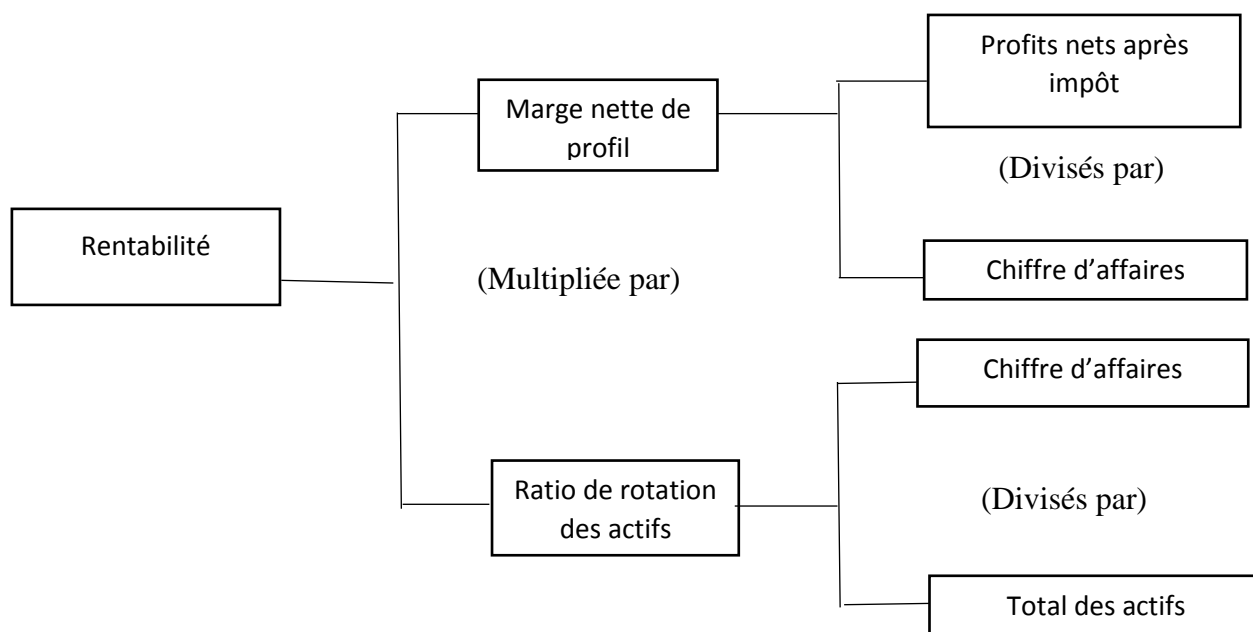 Profits nets après
impôt
Marge nette de
profil
(Divisés par)
Rentabilité
(Multipliée par)
Chiffre d’affaires
Chiffre d’affaires
Ratio de rotation
des actifs
(Divisés par)
Total des actifs